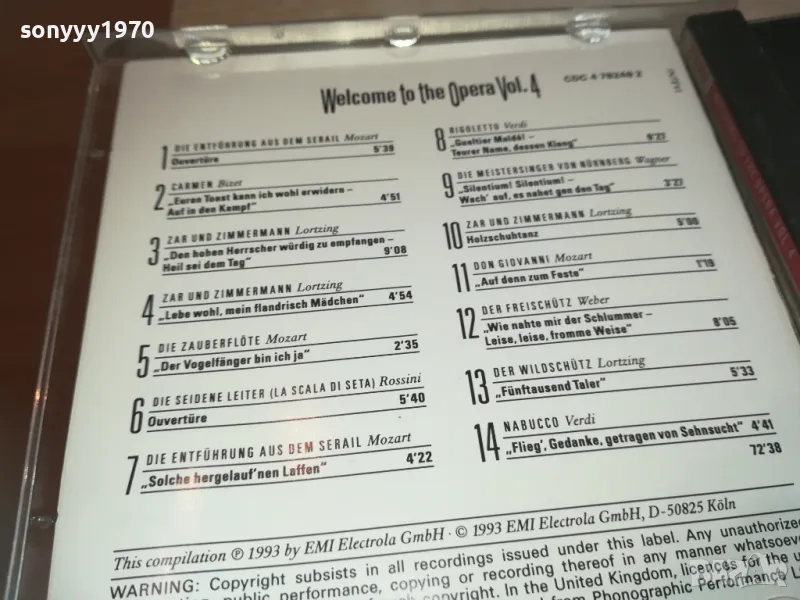 sonyyy1970
Welcome to the Opera Vol. 4
CDC 4 78248 2
1 DIE ENTFÜHRUNG AUS DEM SERAIL Mozart
Ouvertüre 5'39
2 CARMEN Bizet
„Euren Toast kann ich wohl erwidern –
Auf in den Kampf" 4'51
3 ZAR UND ZIMMERMANN Lortzing
„Den hohen Herrscher würdig zu empfangen –
Heil sei dem Tag" 9'08
4 ZAR UND ZIMMERMANN Lortzing
„Lebe wohl, mein flandrisch Mädchen" 4'54
5 DIE ZAUBERFLÖTE Mozart
„Der Vogelfänger bin ich ja" 2'35
6 DIE SEIDENE LEITER (LA SCALA DI SETA) Rossini
Ouvertüre 5'40
7 DIE ENTFÜHRUNG AUS DEM SERAIL Mozart
„Solche hergelauf'nen Laffen" 4'22
8 RIGOLETTO Verdi
„Gualtier Maldé! –
Teurer Name, dessen Klang" 5'27
9 DIE MEISTERSINGER VON NÜRNBERG Wagner
„Silentium! Silentium! –
Wach' auf, es nahet gen den Tag" 3'27
10 ZAR UND ZIMMERMANN Lortzing
Holzschuhtanz 5'00
11 DON GIOVANNI Mozart
„Auf denn zum Feste" 1'19
12 DER FREISCHÜTZ Weber
„Wie nahte mir der Schlummer –
Leise, leise, fromme Weise" 8'05
13 DER WILDSCHÜTZ Lortzing
„Fünftausend Taler" 5'33
14 NABUCCO Verdi
„Flieg', Gedanke, getragen von Sehnsucht" 4'41
72'38
This compilation ℗ 1993 by EMI Electrola GmbH · © 1993 EMI Electrola GmbH, D-50825 Köln
WARNING: Copyright subsists in all recordings issued under this label. Any unauthorized
public performance, copying or recording thereof in any manner whatsoever
copyright. In the United Kingdom, licences for the
from Phonographic Performance